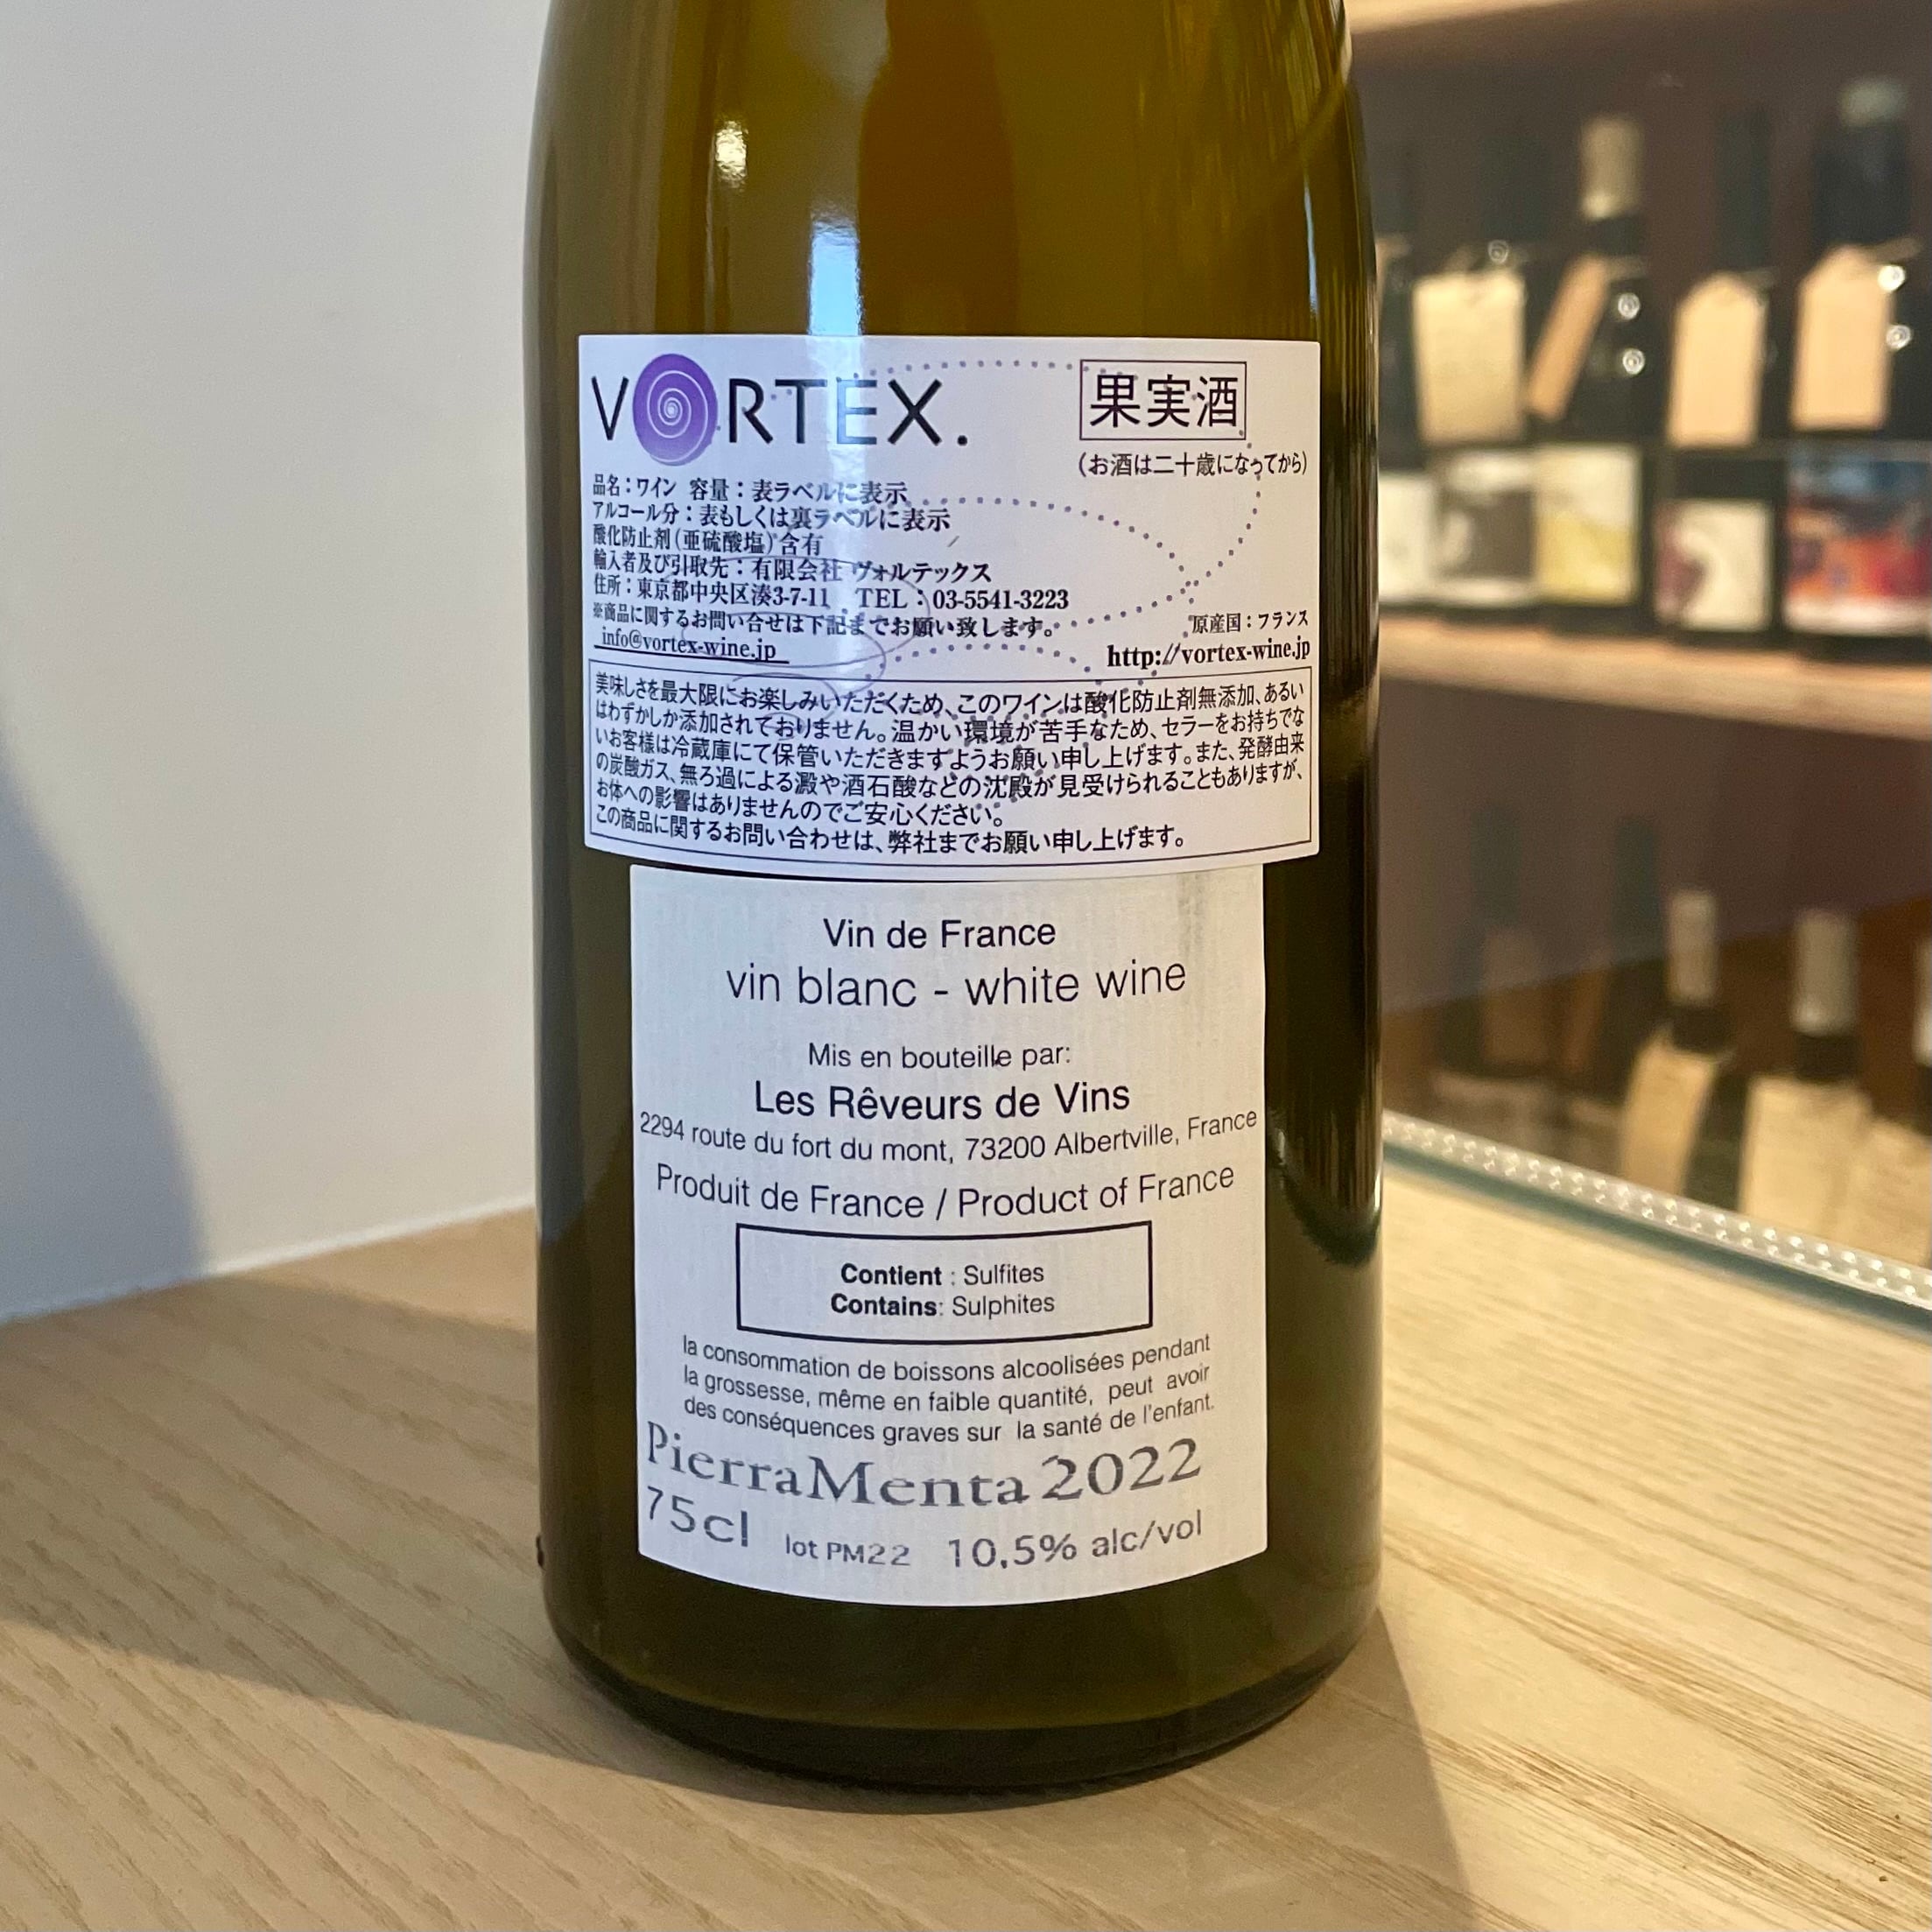 VORTEX.
果実酒
(お酒は二十歳になってから)
品名:ワイン 容量:表ラベルに表示
アルコール分:表もしくは裏ラベルに表示
酸化防止剤(亜硫酸塩)含有
輸入者及び引取先:有限会社 ヴォルテックス
住所:東京都中央区湊3-7-11 TEL:03-5541-3223
※商品に関するお問い合せは下記までお願い致します。
info@vortex-wine.jp
原産国:フランス
http://vortex-wine.jp
美味しさを最大限にお楽しみいただくため、このワインは酸化防止剤無添加、あるい
はわずかしか添加されておりません。温かい環境が苦手なため、セラーをお持ちでな
いお客様は冷蔵庫にて保管いただきますようお願い申し上げます。また、発酵由来
の炭酸ガス、無ろ過による澱や酒石酸などの沈殿が見受けられることもありますが、
お体への影響はありませんのでご安心ください。
この商品に関するお問い合わせは、弊社までお願い申し上げます。
Vin de France
vin blanc - white wine
Mis en bouteille par:
Les Rêveurs de Vins
2294 route du fort du mont, 73200 Albertville, France
Produit de France / Product of France
Contient : Sulfites
Contains: Sulphites
la consommation de boissons alcoolisées pendant
la grossesse, même en faible quantité, peut avoir
des conséquences graves sur la santé de l'enfant.
PierraMenta 2022
75cl lot PM22 10,5% alc/vol